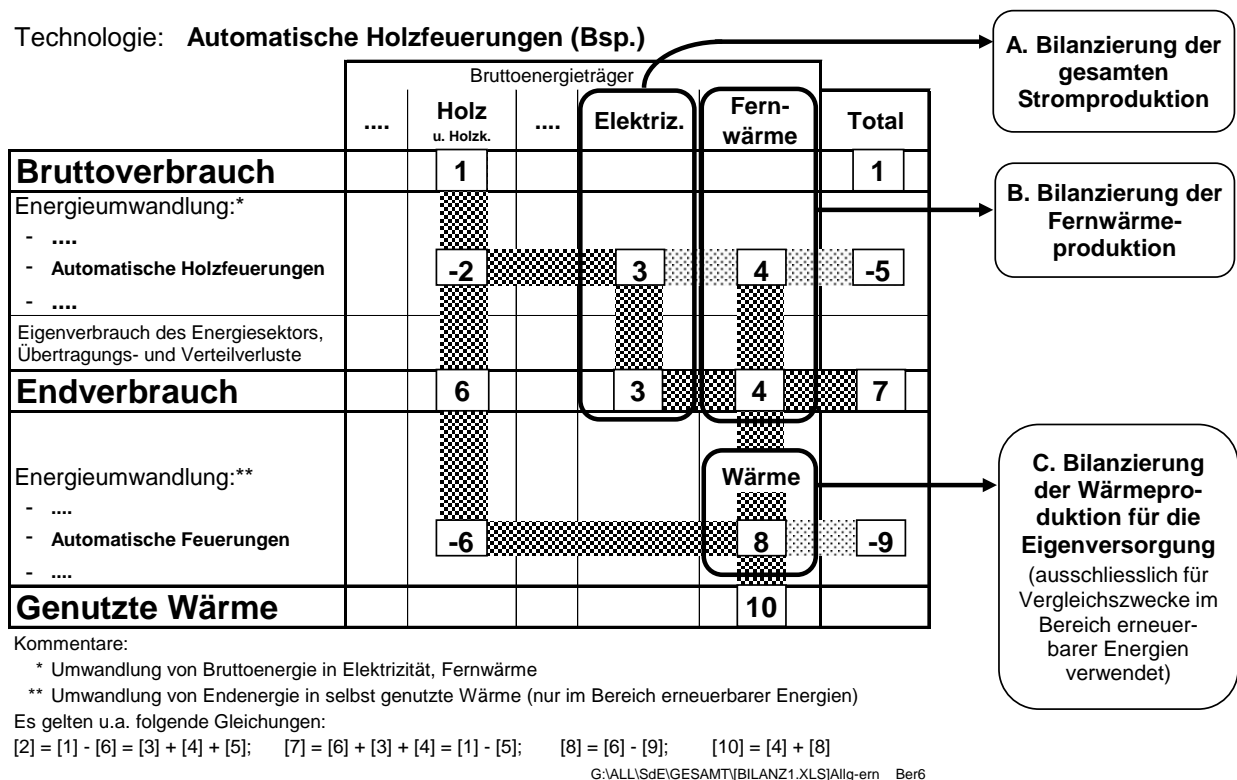 Technologie: Automatische Holzfeuerungen (Bsp.)
Bruttoenergieträger
.... Holz .... Elektriz. Fern- Total
u. Holzk. wärme
Bruttoverbrauch 1 1
Energieumwandlung:*
- ....
- Automatische Holzfeuerungen -2 3 4 -5
- ....
Eigenverbrauch des Energiesektors,
Übertragungs- und Verteilverluste
Endverbrauch 6 3 4 7
Energieumwandlung:** Wärme
- ....
- Automatische Feuerungen -6 8 -9
- ....
Genutzte Wärme 10
A. Bilanzierung der
gesamten
Stromproduktion
B. Bilanzierung der
Fernwärme-
produktion
C. Bilanzierung
der Wärmepro-
duktion für die
Eigenversorgung
(ausschliesslich für
Vergleichszwecke im
Bereich erneuer-
barer Energien
verwendet)
Kommentare:
* Umwandlung von Bruttoenergie in Elektrizität, Fernwärme
** Umwandlung von Endenergie in selbst genutzte Wärme (nur im Bereich erneuerbarer Energien)
Es gelten u.a. folgende Gleichungen:
[2] = [1] - [6] = [3] + [4] + [5]; [7] = [6] + [3] + [4] = [1] - [5]; [8] = [6] - [9]; [10] = [4] + [8]
G:\ALL\SdE\GESAMT\[BILANZ1.XLS]Allg-ern Ber6